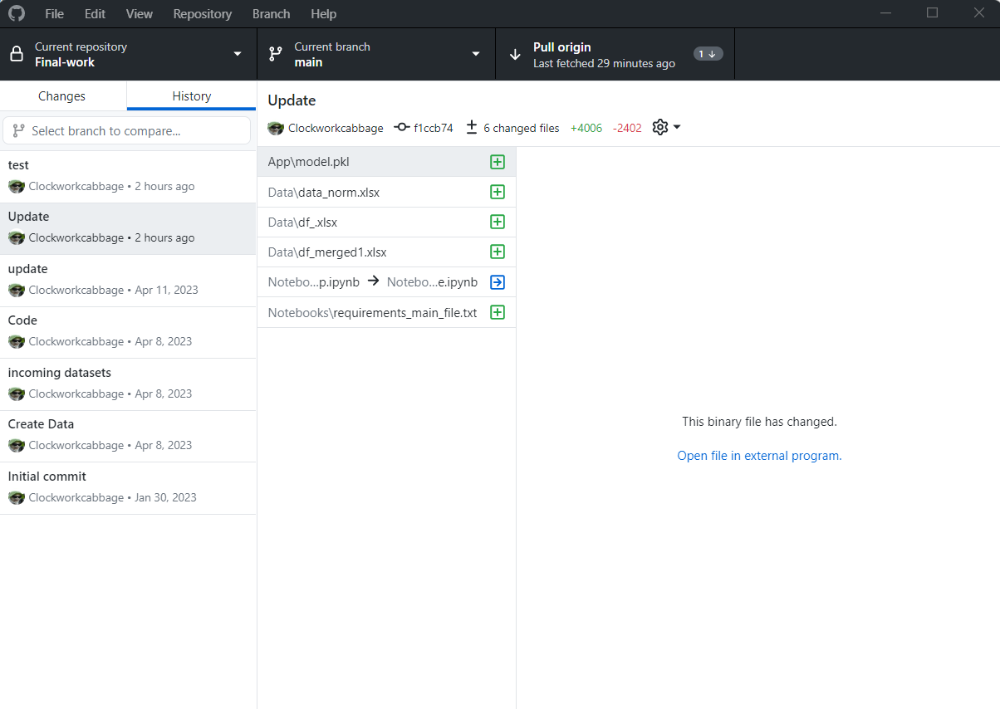 File Edit View Repository Branch Help
Current repository
Final-work
Current branch
main
Pull origin
Last fetched 29 minutes ago
1
Changes
History
Select branch to compare...
test
Clockworkcabbage • 2 hours ago
Update
Clockworkcabbage • 2 hours ago
update
Clockworkcabbage • Apr 11, 2023
Code
Clockworkcabbage • Apr 8, 2023
incoming datasets
Clockworkcabbage • Apr 8, 2023
Create Data
Clockworkcabbage • Apr 8, 2023
Initial commit
Clockworkcabbage • Jan 30, 2023
Update
Clockworkcabbage f1ccb74 6 changed files +4006 -2402
App\model.pkl
Data\data_norm.xlsx
Data\df_.xlsx
Data\df_merged1.xlsx
Notebo...p.ipynb → Notebo...e.ipynb
Notebooks\requirements_main_file.txt
This binary file has changed.
Open file in external program.